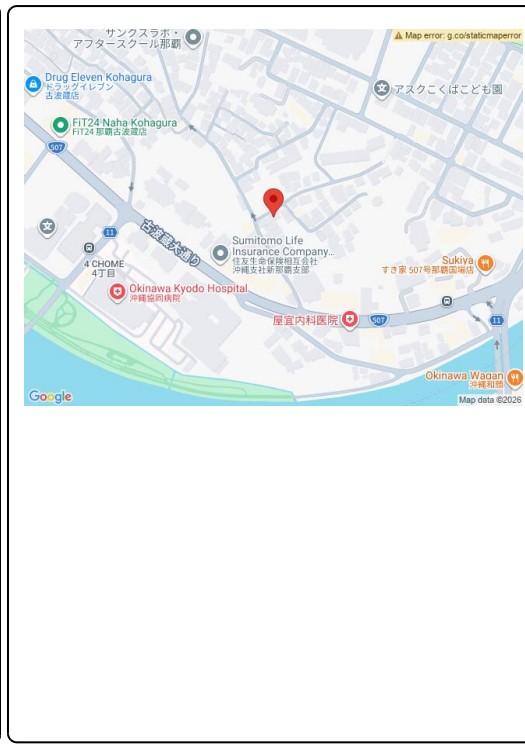 サンクスラボ・
アフタースクール那覇
Map error: g.co/staticmaperror
Drug Eleven Kohagura
ドラッグイレブン
古波蔵店
アスクこくばこども園
FiT24 Naha Kohagura
FiT24 那覇古波蔵店
507
古波蔵大通り
11
4 CHOME
4丁目
Sumitomo Life
Insurance Company...
住友生命保険相互会社
沖縄支社新那覇支部
Sukiya
すき家 507号那覇国場店
Okinawa Kyodo Hospital
沖縄協同病院
屋宜内科医院
507
11
Okinawa Wagan
沖縄和顔
Google
Map data ©2026